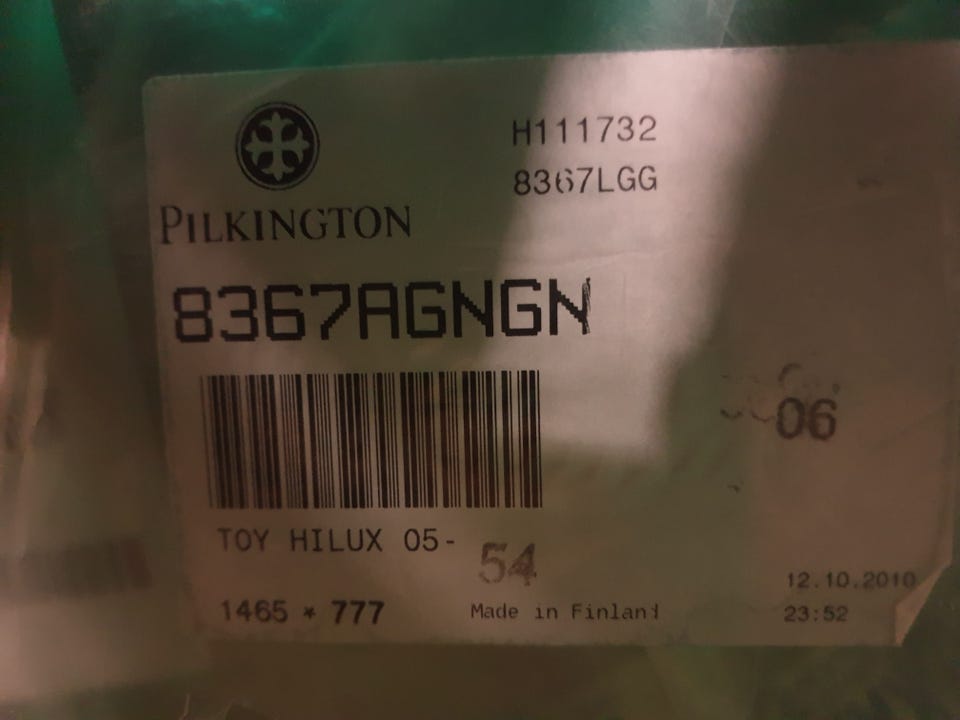 H111732
8367LGG
PILKINGTON
8367AGNGN
06
TOY HILUX 05-
54
12.10.2010
1465 * 777
Made in Finland
23:52